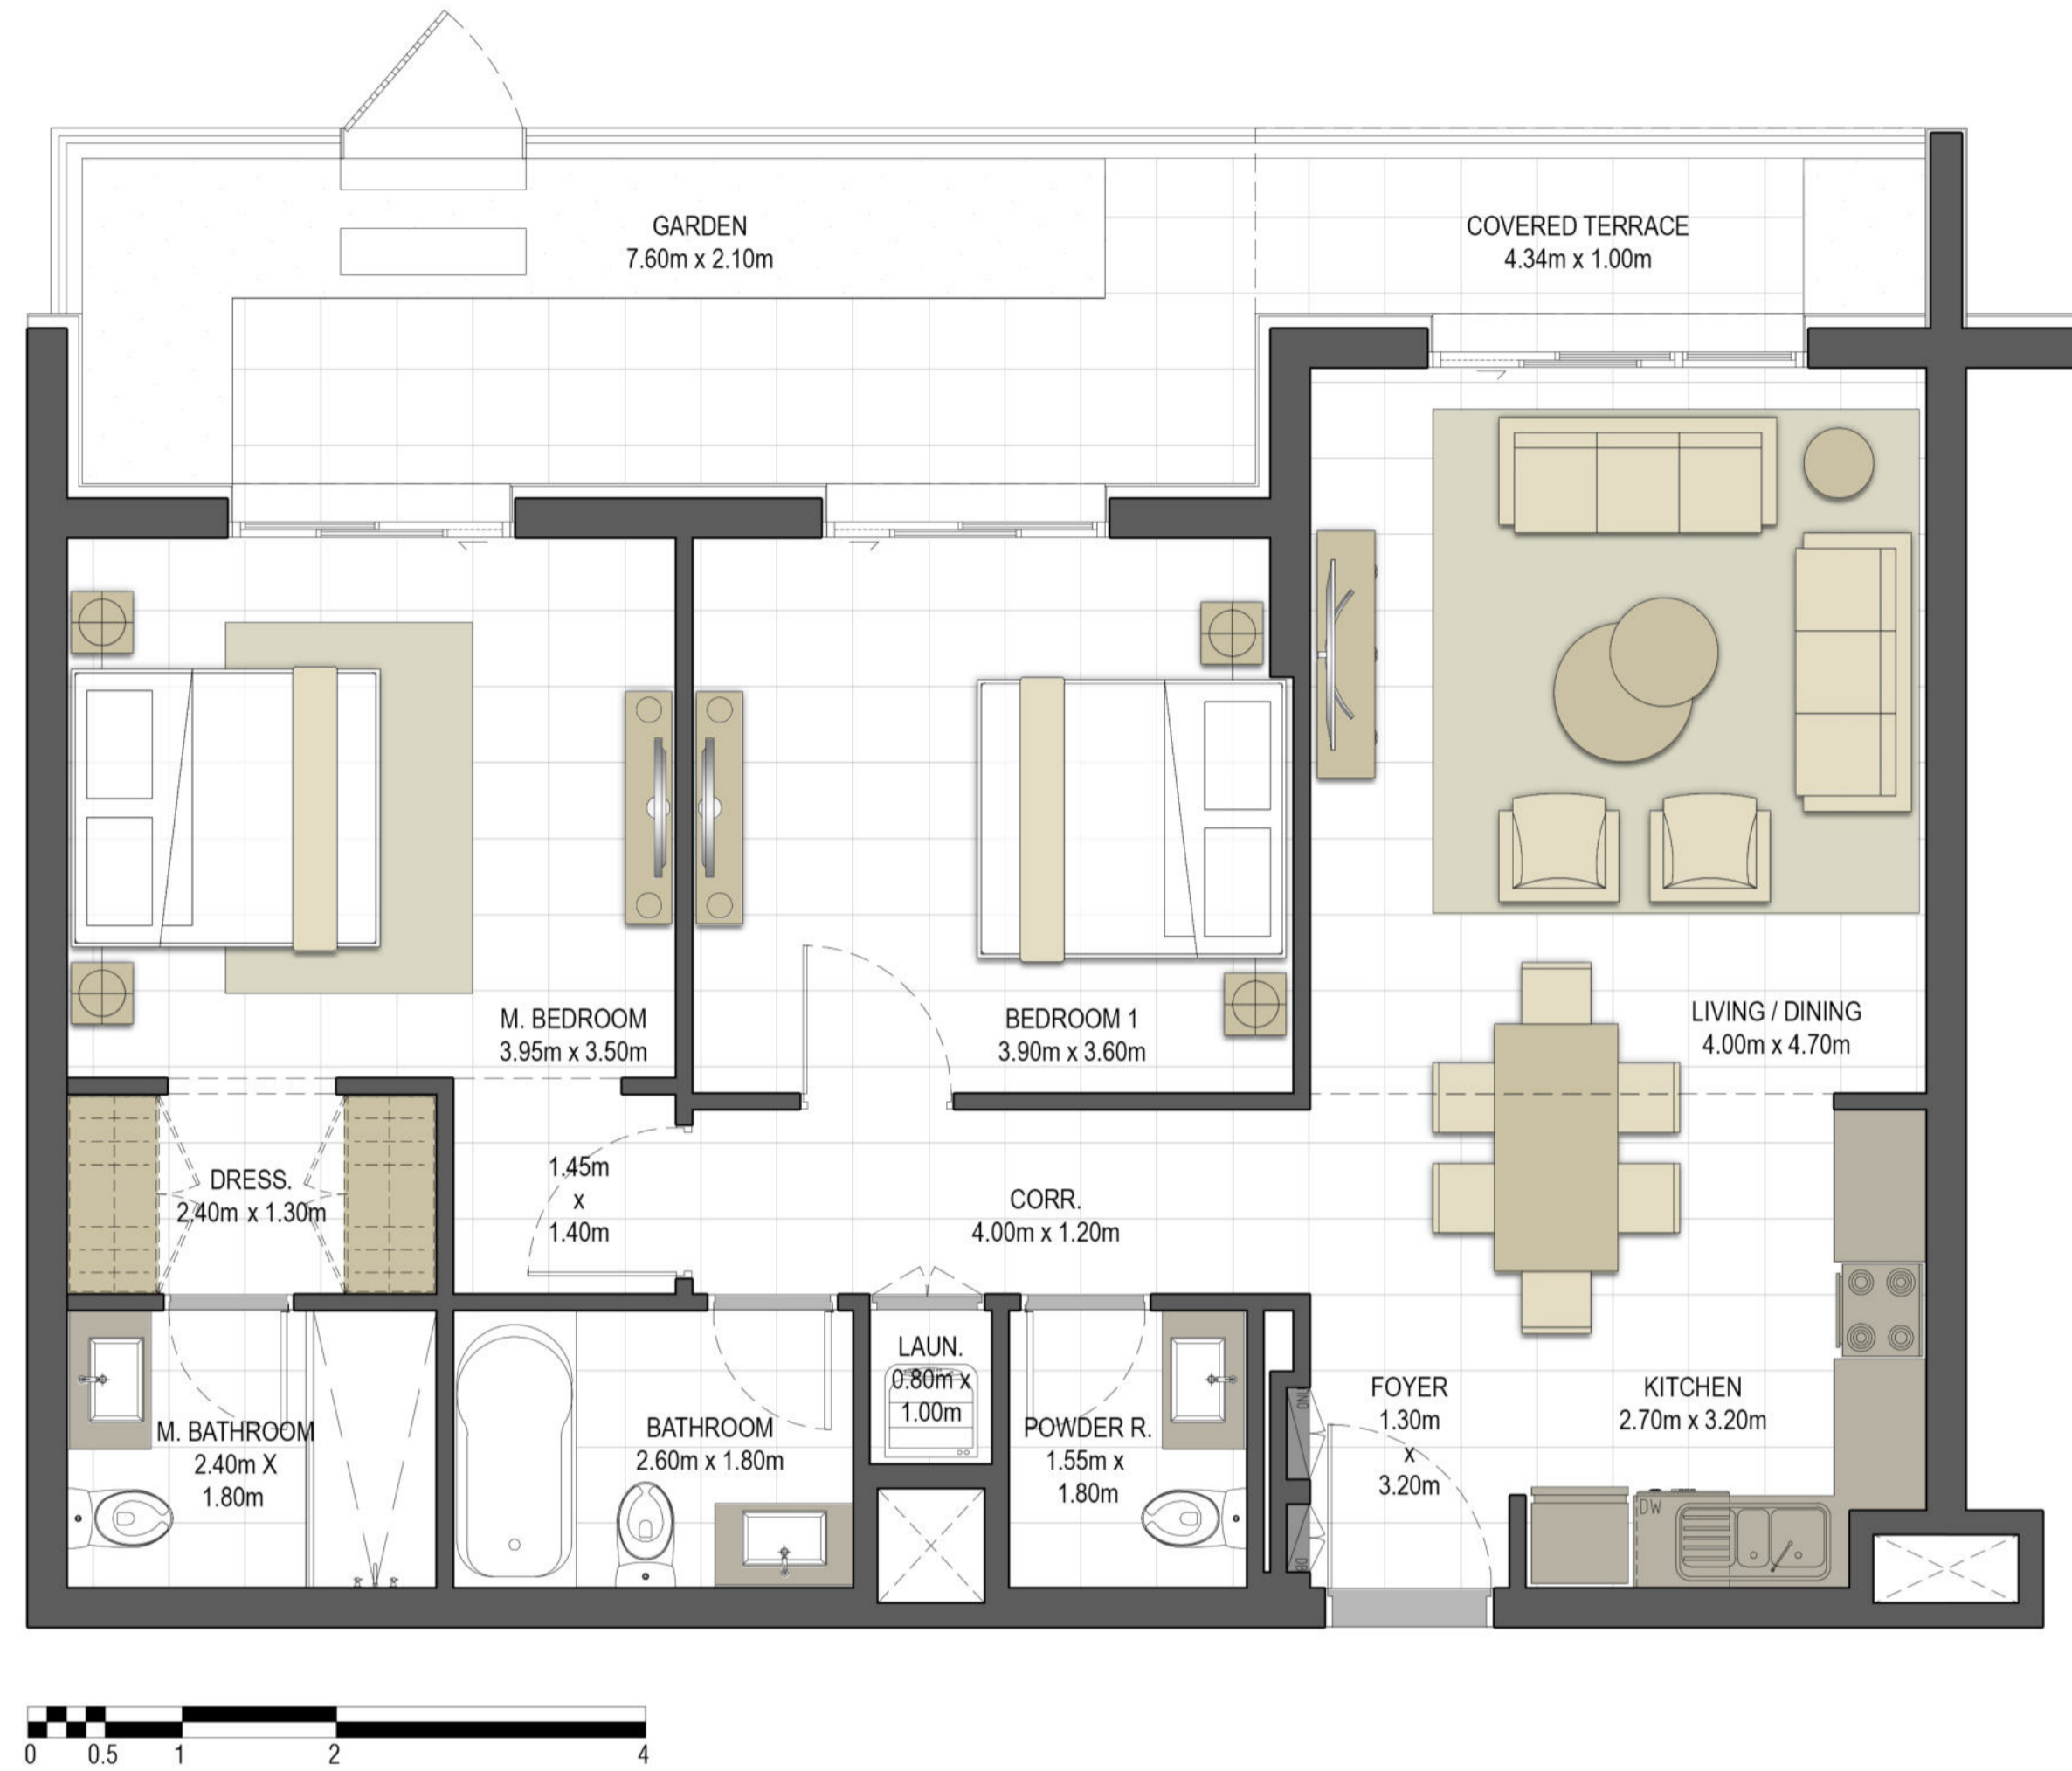 GARDEN
7.60m x 2.10m
COVERED TERRACE
4.34m x 1.00m
M. BEDROOM
3.95m x 3.50m
BEDROOM 1
3.90m x 3.60m
LIVING / DINING
4.00m x 4.70m
DRESS.
2.40m x 1.30m
1.45m
x
1.40m
CORR.
4.00m x 1.20m
M. BATHROOM
2.40m X
1.80m
BATHROOM
2.60m x 1.80m
LAUN.
0.80m x
1.00m
POWDER R.
1.55m x
1.80m
FOYER
1.30m
x
3.20m
KITCHEN
2.70m x 3.20m
DW
0 0.5 1 2 4